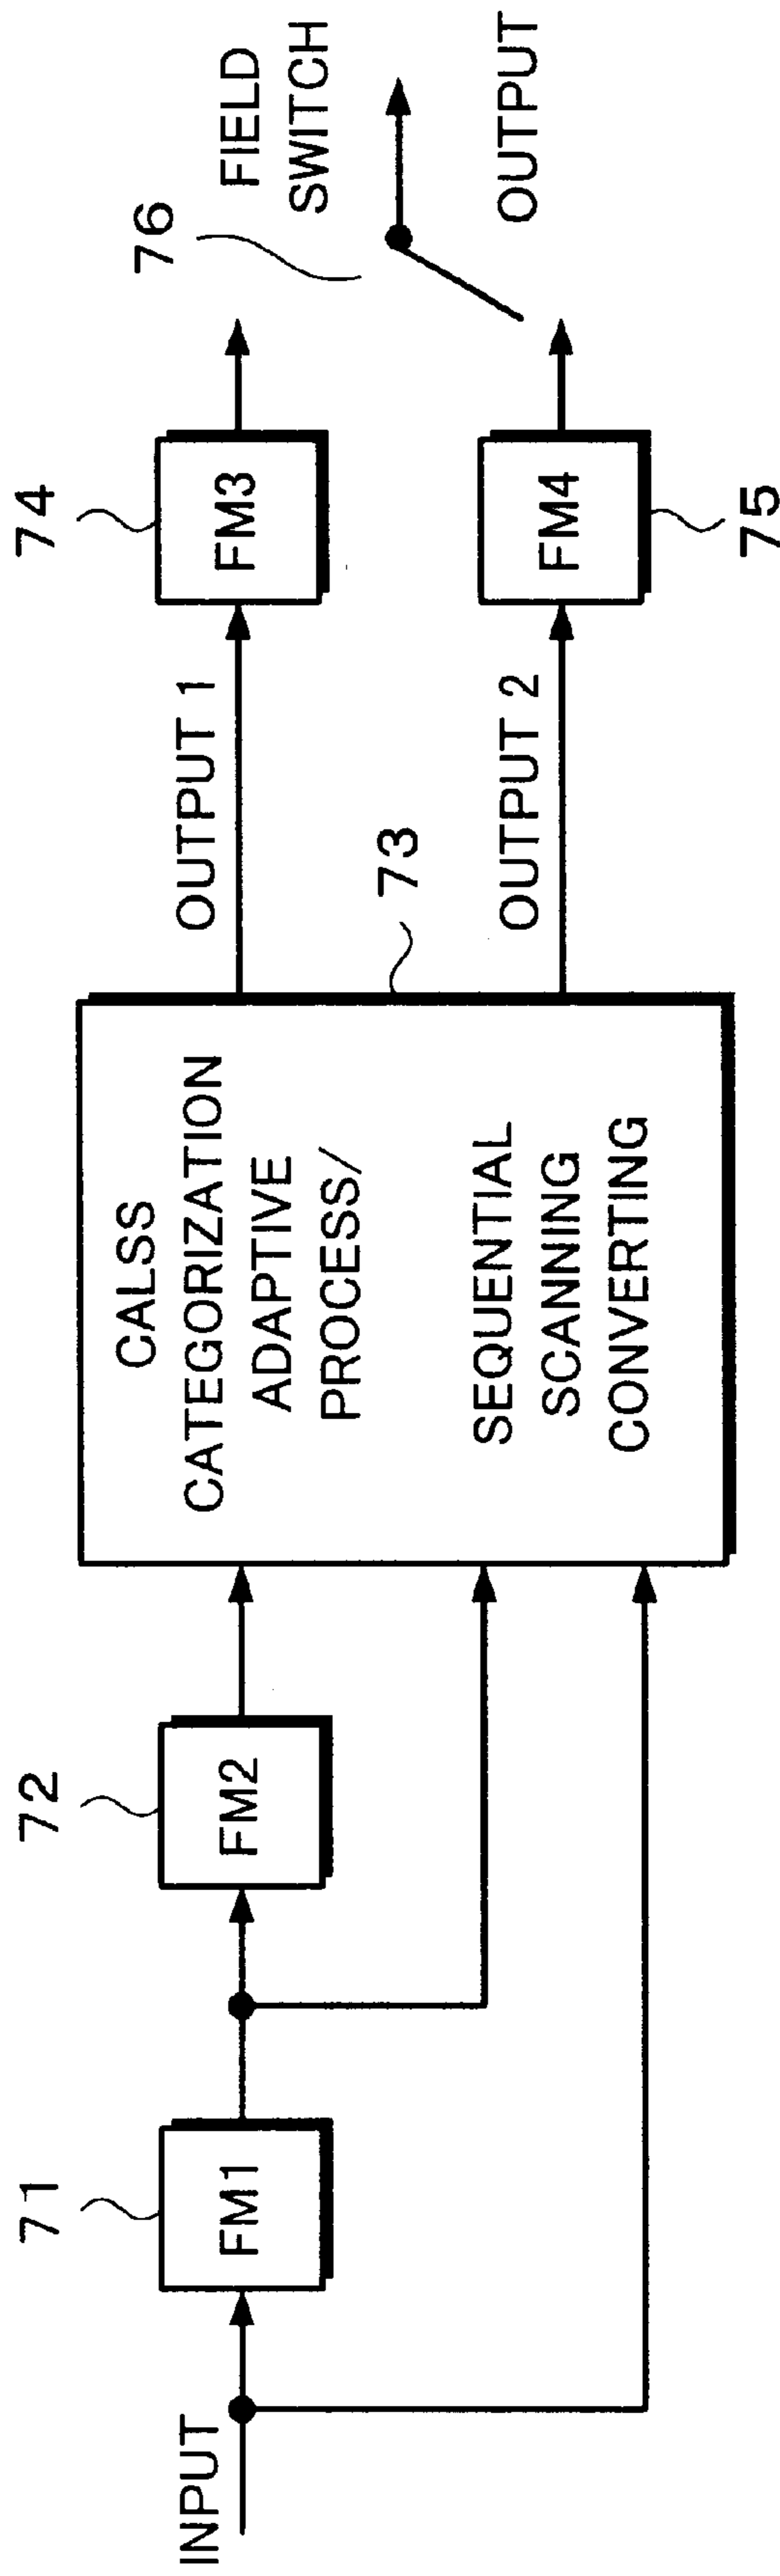 INPUT
71
FM1
72
FM2
CALSS
CATEGORIZATION
ADAPTIVE
PROCESS/
SEQUENTIAL
SCANNING
CONVERTING
73
OUTPUT 1
OUTPUT 2
74
FM3
FM4
75
76
FIELD
SWITCH
OUTPUT